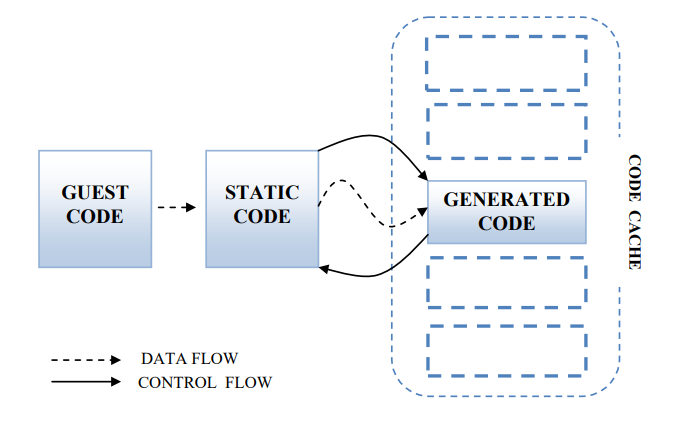 GUEST
CODE
STATIC
CODE
GENERATED
CODE
CODE CACHE
DATA FLOW
CONTROL FLOW